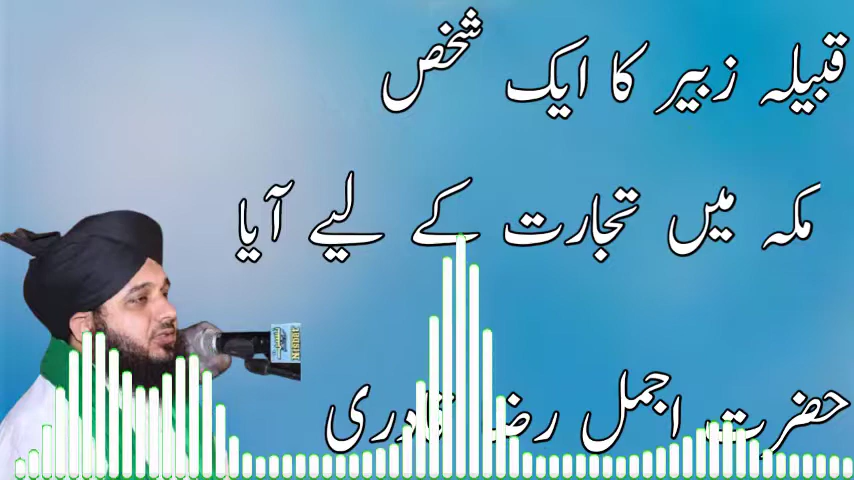 قبیلہ زبیر کا ایک شخص
مکہ میں تجارت کے لیے آیا
حضرت اجمل رضا قادری